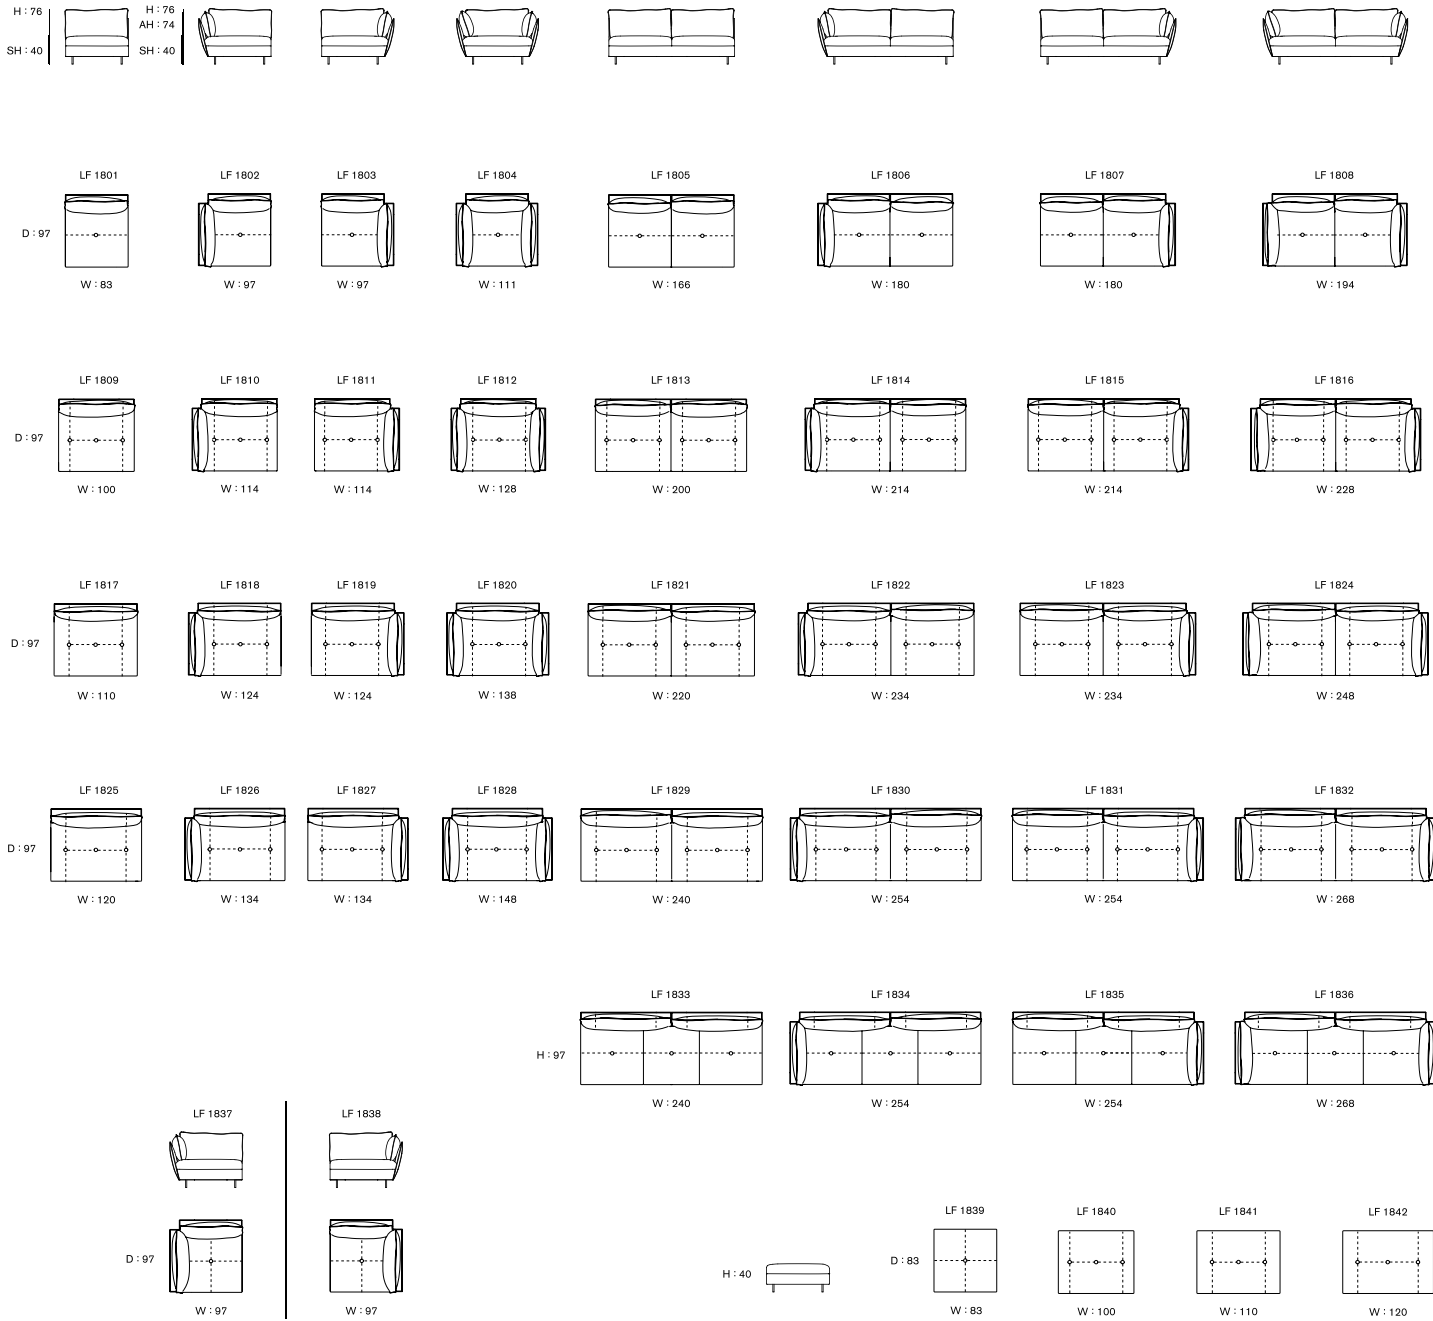 H : 76
SH : 40
H : 76
AH : 74
SH : 40
LF 1801 LF 1802 LF 1803 LF 1804 LF 1805 LF 1806 LF 1807 LF 1808
D : 97
W : 83 W : 97 W : 97 W : 111 W : 166 W : 180 W : 180 W : 194
LF 1809 LF 1810 LF 1811 LF 1812 LF 1813 LF 1814 LF 1815 LF 1816
D : 97
W : 100 W : 114 W : 114 W : 128 W : 200 W : 214 W : 214 W : 228
LF 1817 LF 1818 LF 1819 LF 1820 LF 1821 LF 1822 LF 1823 LF 1824
D : 97
W : 110 W : 124 W : 124 W : 138 W : 220 W : 234 W : 234 W : 248
LF 1825 LF 1826 LF 1827 LF 1828 LF 1829 LF 1830 LF 1831 LF 1832
D : 97
W : 120 W : 134 W : 134 W : 148 W : 240 W : 254 W : 254 W : 268
LF 1833 LF 1834 LF 1835 LF 1836
H : 97
W : 240 W : 254 W : 254 W : 268
LF 1837 LF 1838
D : 97
W : 97 W : 97
H : 40
LF 1839 LF 1840 LF 1841 LF 1842
D : 83
W : 83 W : 100 W : 110 W : 120